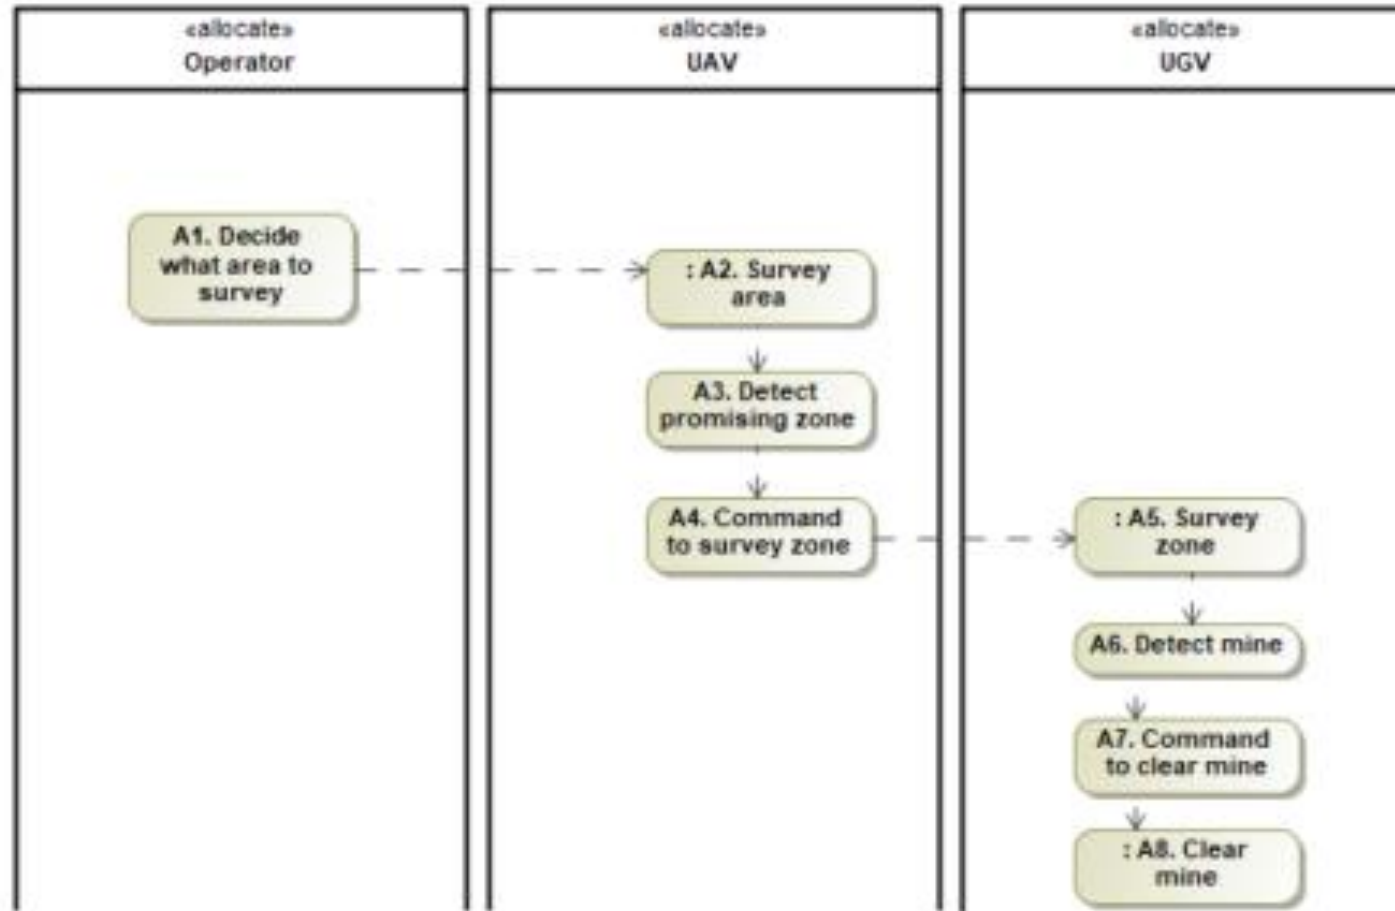 «allocate»
Operator
«allocate»
UAV
«allocate»
UGV
A1. Decide
what area to
survey
: A2. Survey
area
A3. Detect
promising zone
A4. Command
to survey zone
: A5. Survey
zone
A6. Detect mine
A7. Command
to clear mine
: A8. Clear
mine